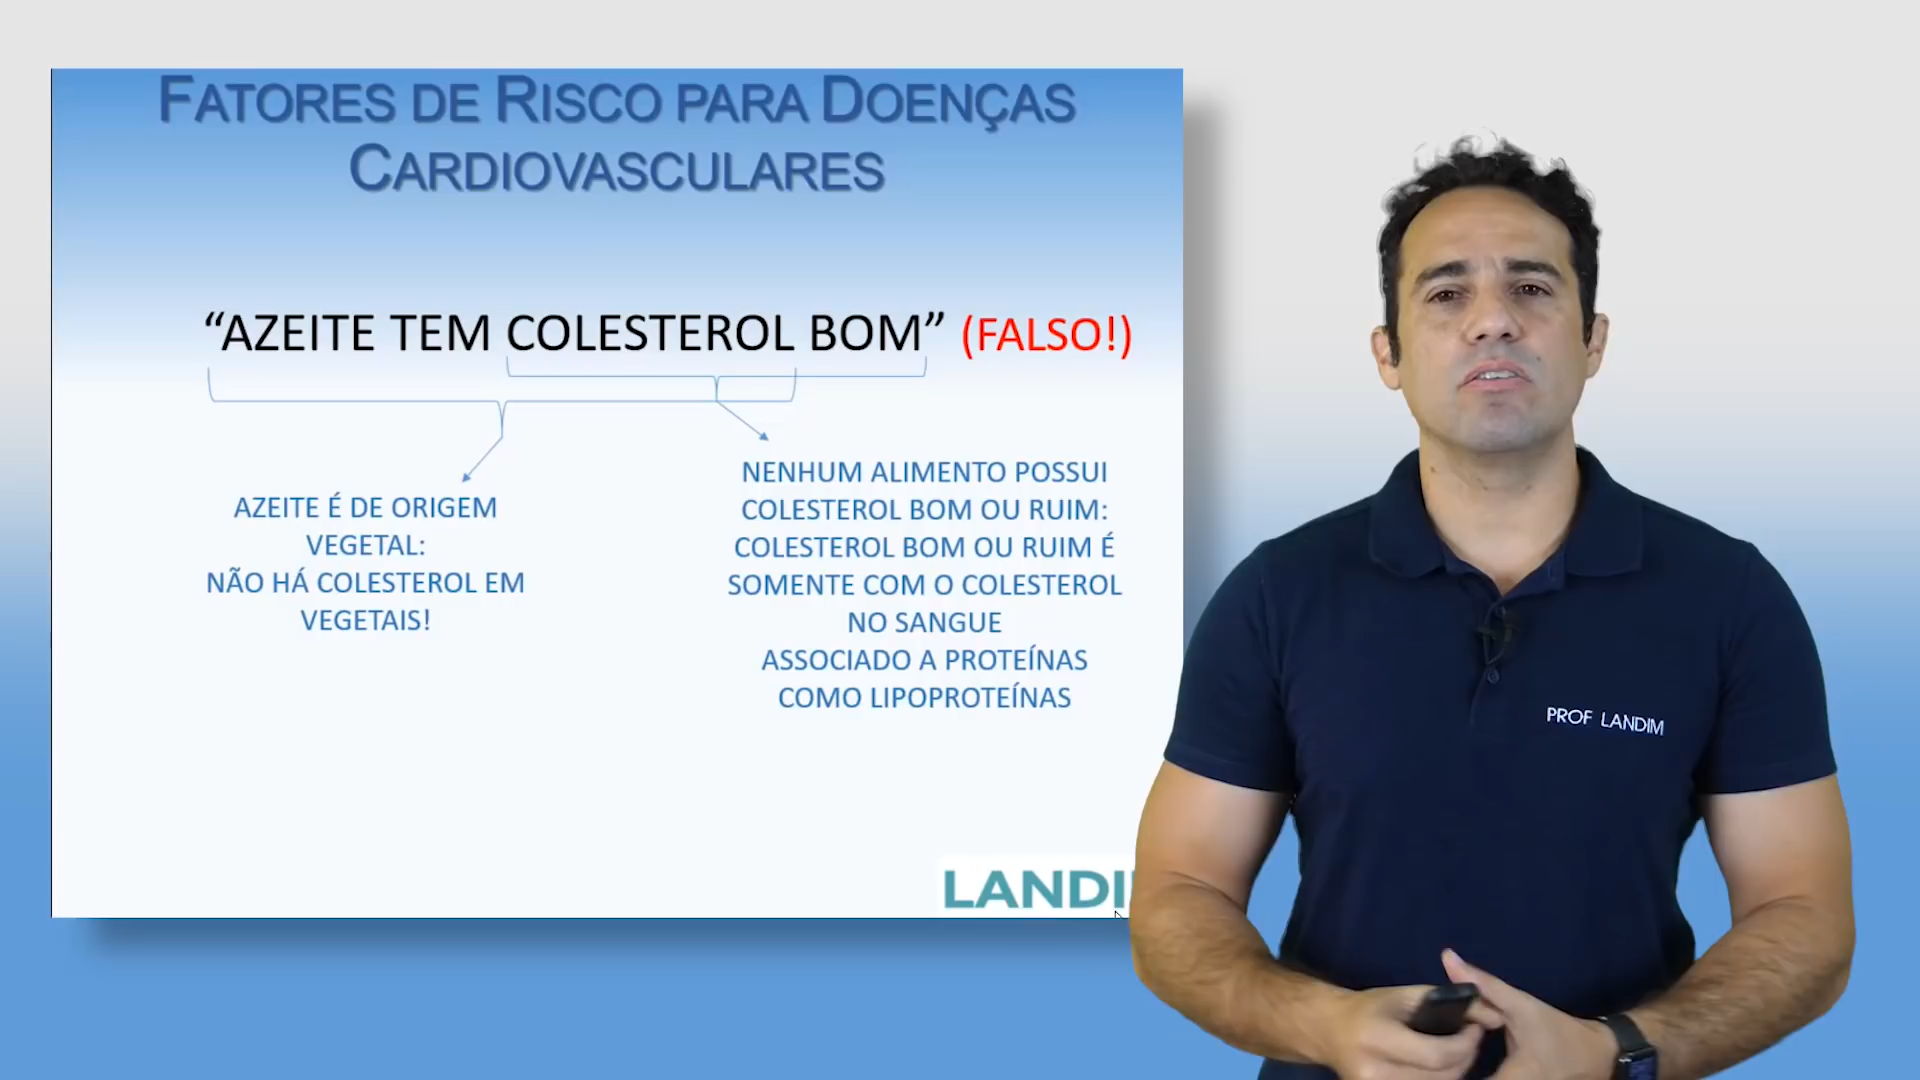 FATORES DE RISCO PARA DOENÇAS
CARDIOVASCULARES
“AZEITE TEM COLESTEROL BOM” (FALSO!)
AZEITE É DE ORIGEM
VEGETAL:
NÃO HÁ COLESTEROL EM
VEGETAIS!
NENHUM ALIMENTO POSSUI
COLESTEROL BOM OU RUIM:
COLESTEROL BOM OU RUIM É
SOMENTE COM O COLESTEROL
NO SANGUE
ASSOCIADO A PROTEÍNAS
COMO LIPOPROTEÍNAS
LANDI
PROF LANDIM